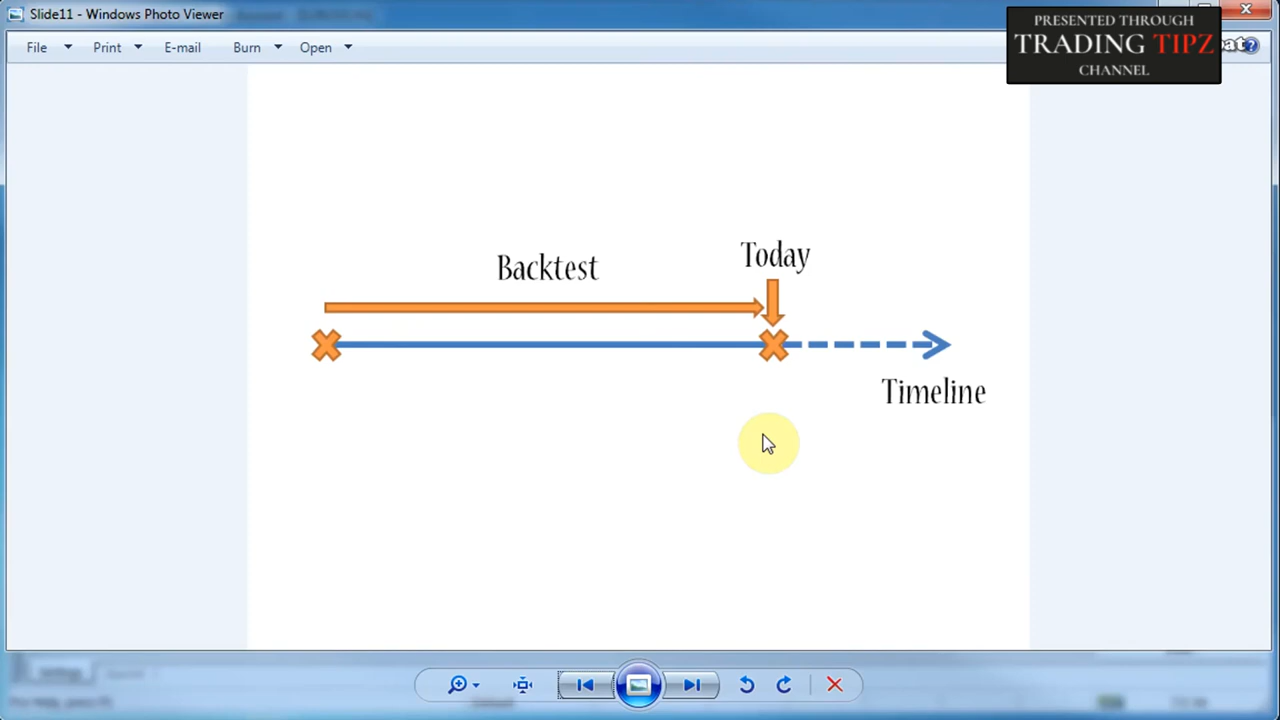 Slide11 - Windows Photo Viewer
File Print E-mail Burn Open
PRESENTED THROUGH
TRADING TIPZ
CHANNEL
Backtest
Today
Timeline